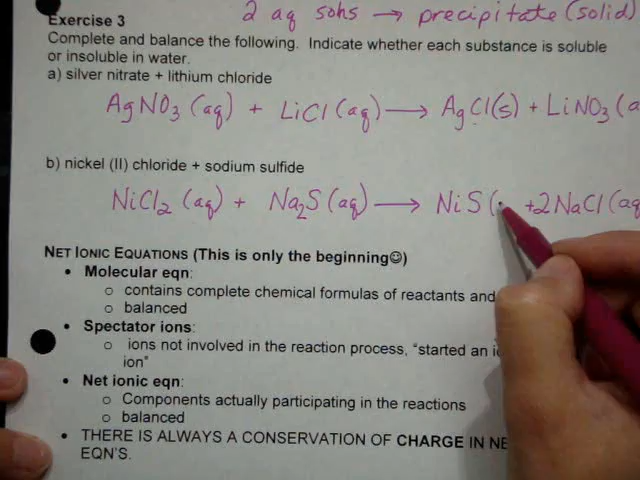 2 aq solns → precipitate (solid)
Exercise 3
Complete and balance the following. Indicate whether each substance is soluble
or insoluble in water.
a) silver nitrate + lithium chloride
AgNO3 (aq) + LiCl (aq) → AgCl(s) + LiNO3 (a
b) nickel (II) chloride + sodium sulfide
NiCl2 (aq) + Na2S (aq) → NiS ( +2NaCl (aq
NET IONIC EQUATIONS (This is only the beginning☺)
• Molecular eqn:
o contains complete chemical formulas of reactants and
o balanced
• Spectator ions:
o ions not involved in the reaction process, "started an i
ion"
• Net ionic eqn:
o Components actually participating in the reactions
o balanced
• THERE IS ALWAYS A CONSERVATION OF CHARGE IN NE
EQN'S.